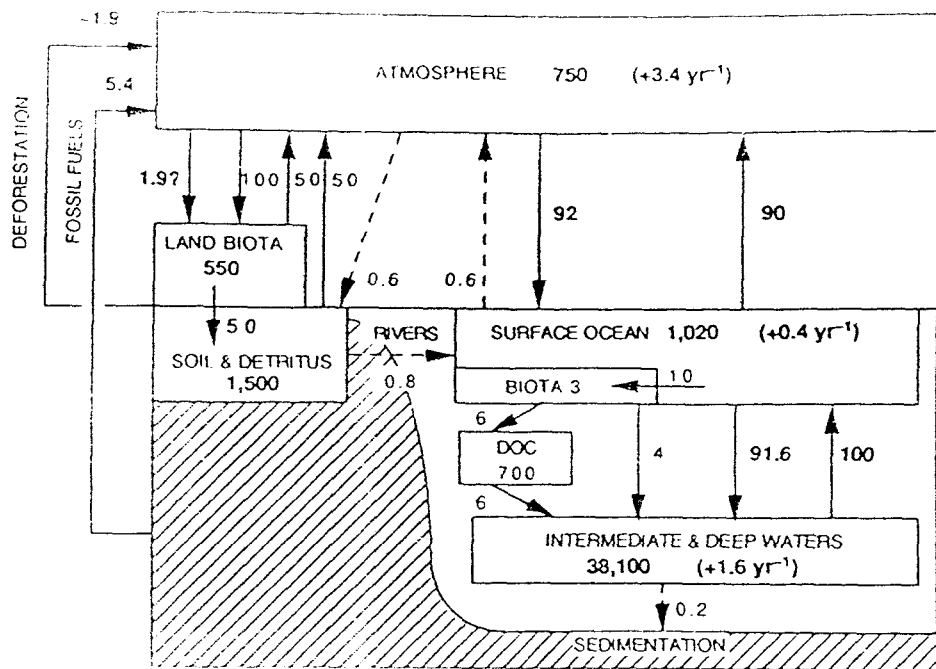 ~1.9
ATMOSPHERE 750 (+3.4 yr⁻¹)
5.4
DEFORESTATION
FOSSIL FUELS
1.9? 100 50 50
92
90
LAND BIOTA
550
0.6
0.6
50
SOIL & DETRITUS
1,500
RIVERS
0.8
SURFACE OCEAN 1,020 (+0.4 yr⁻¹)
BIOTA 3
10
6
DOC
700
4
91.6
100
6
INTERMEDIATE & DEEP WATERS
38,100 (+1.6 yr⁻¹)
0.2
SEDIMENTATION